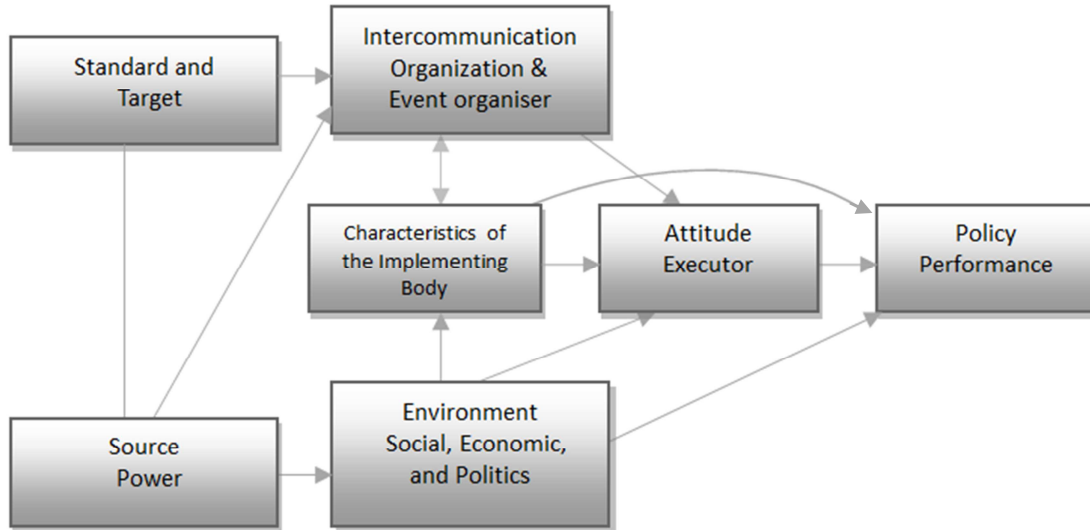 Standard and
Target
Intercommunication
Organization &
Event organiser
Characteristics of
the Implementing
Body
Attitude
Executor
Policy
Performance
Source
Power
Environment
Social, Economic,
and Politics